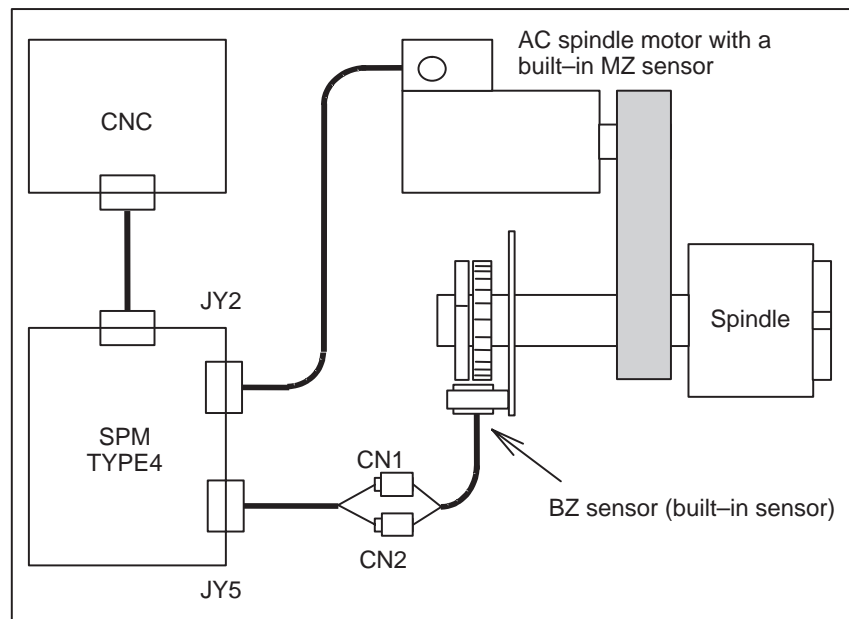 AC spindle motor with a
built–in MZ sensor
CNC
JY2
Spindle
SPM
TYPE4
CN1
BZ sensor (built–in sensor)
CN2
JY5